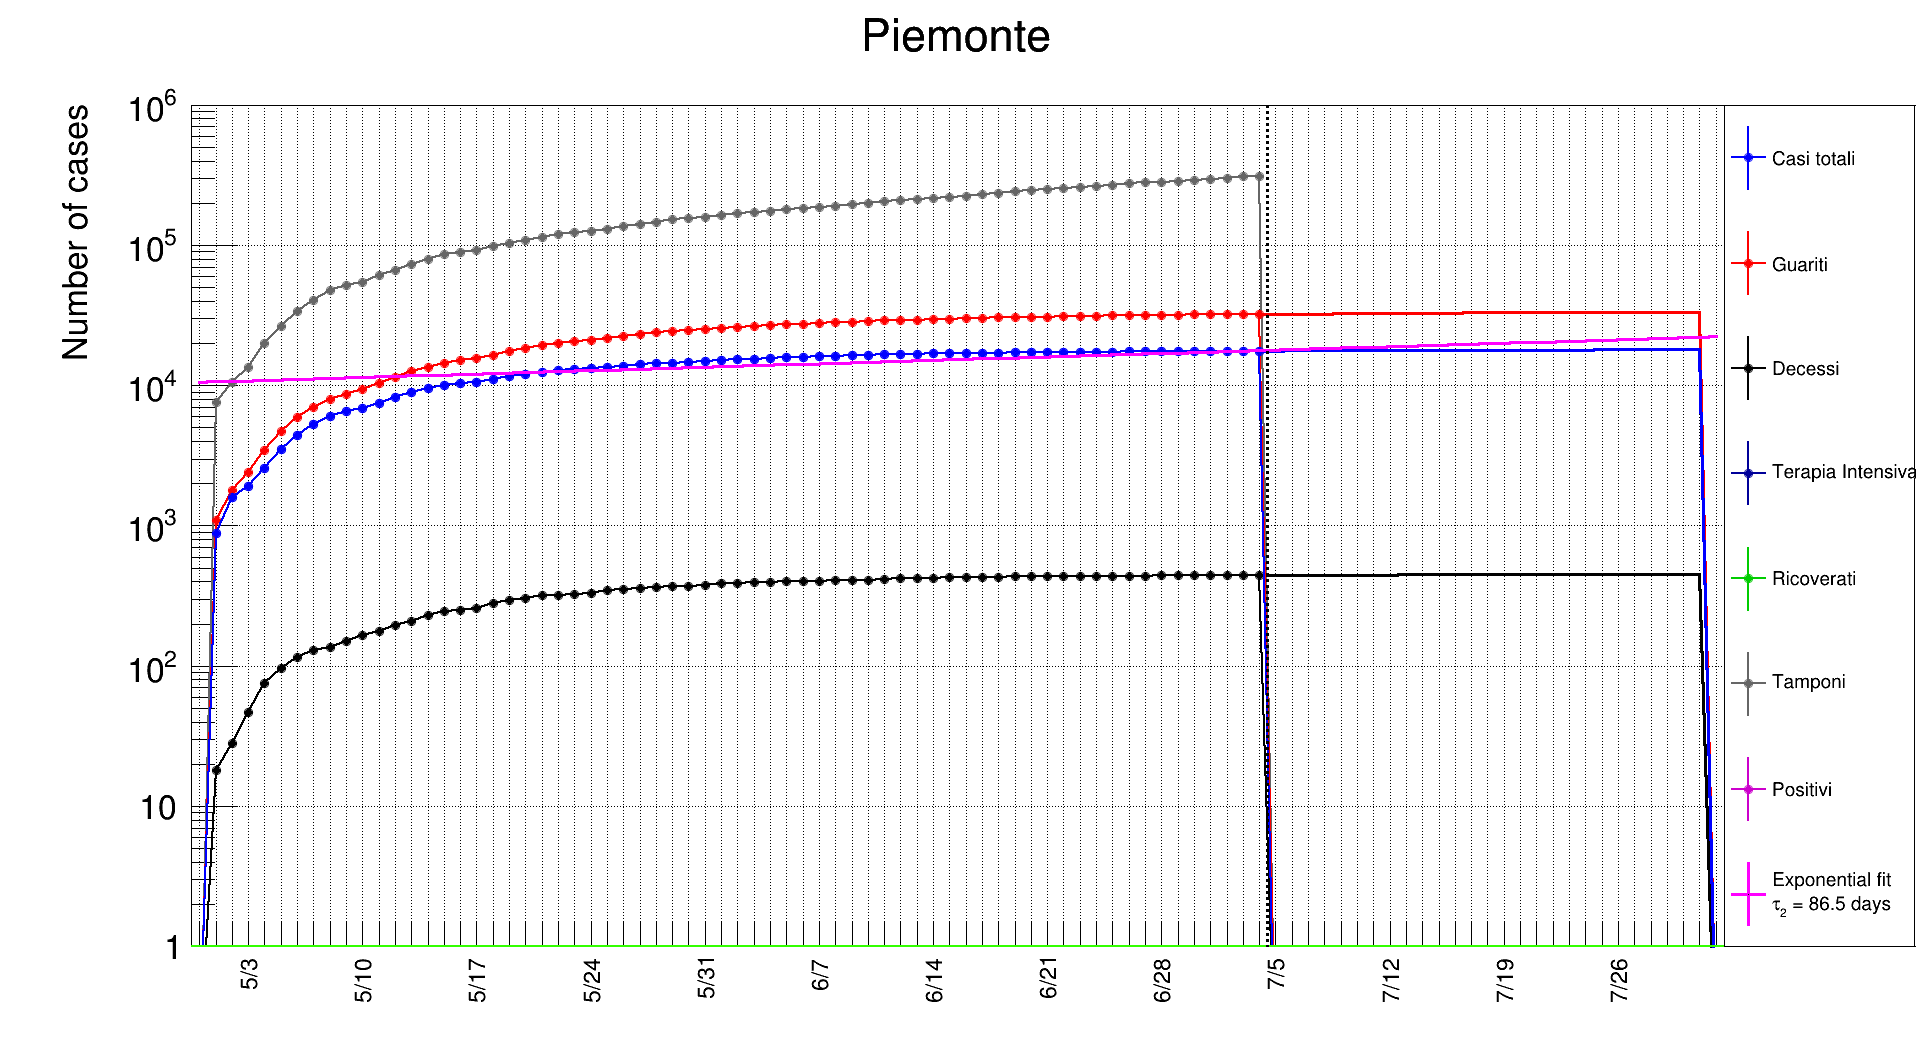 Piemonte
Number of cases
10^6
10^5
10^4
10^3
10^2
10
1
5/3
5/10
5/17
5/24
5/31
6/7
6/14
6/21
6/28
7/5
7/12
7/19
7/26
Casi totali
Guariti
Decessi
Terapia Intensiva
Ricoverati
Tamponi
Positivi
Exponential fit
τ₂ = 86.5 days